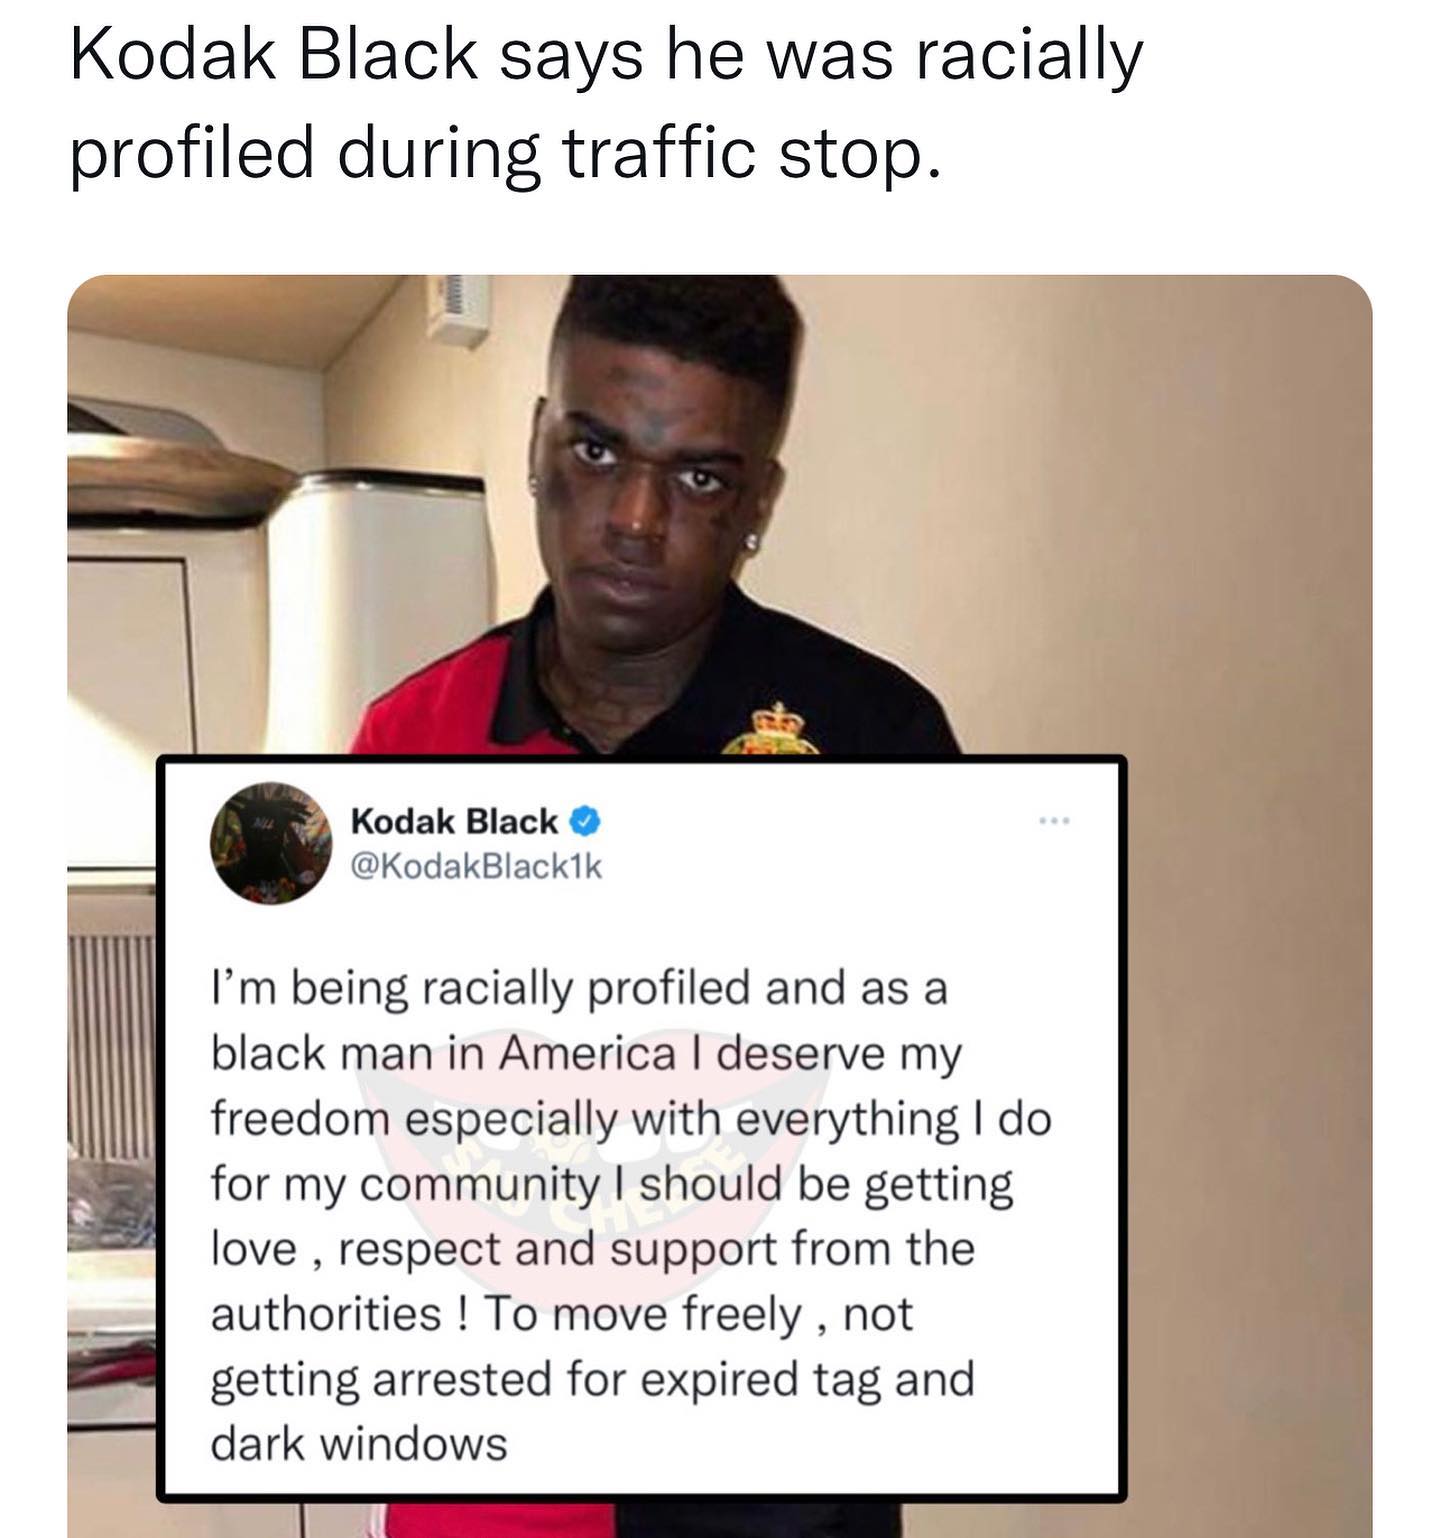 Kodak Black says he was racially
profiled during traffic stop.
Kodak Black
@KodakBlack1k
I’m being racially profiled and as a
black man in America I deserve my
freedom especially with everything I do
for my community I should be getting
love , respect and support from the
authorities ! To move freely , not
getting arrested for expired tag and
dark windows
SAY CHEESE